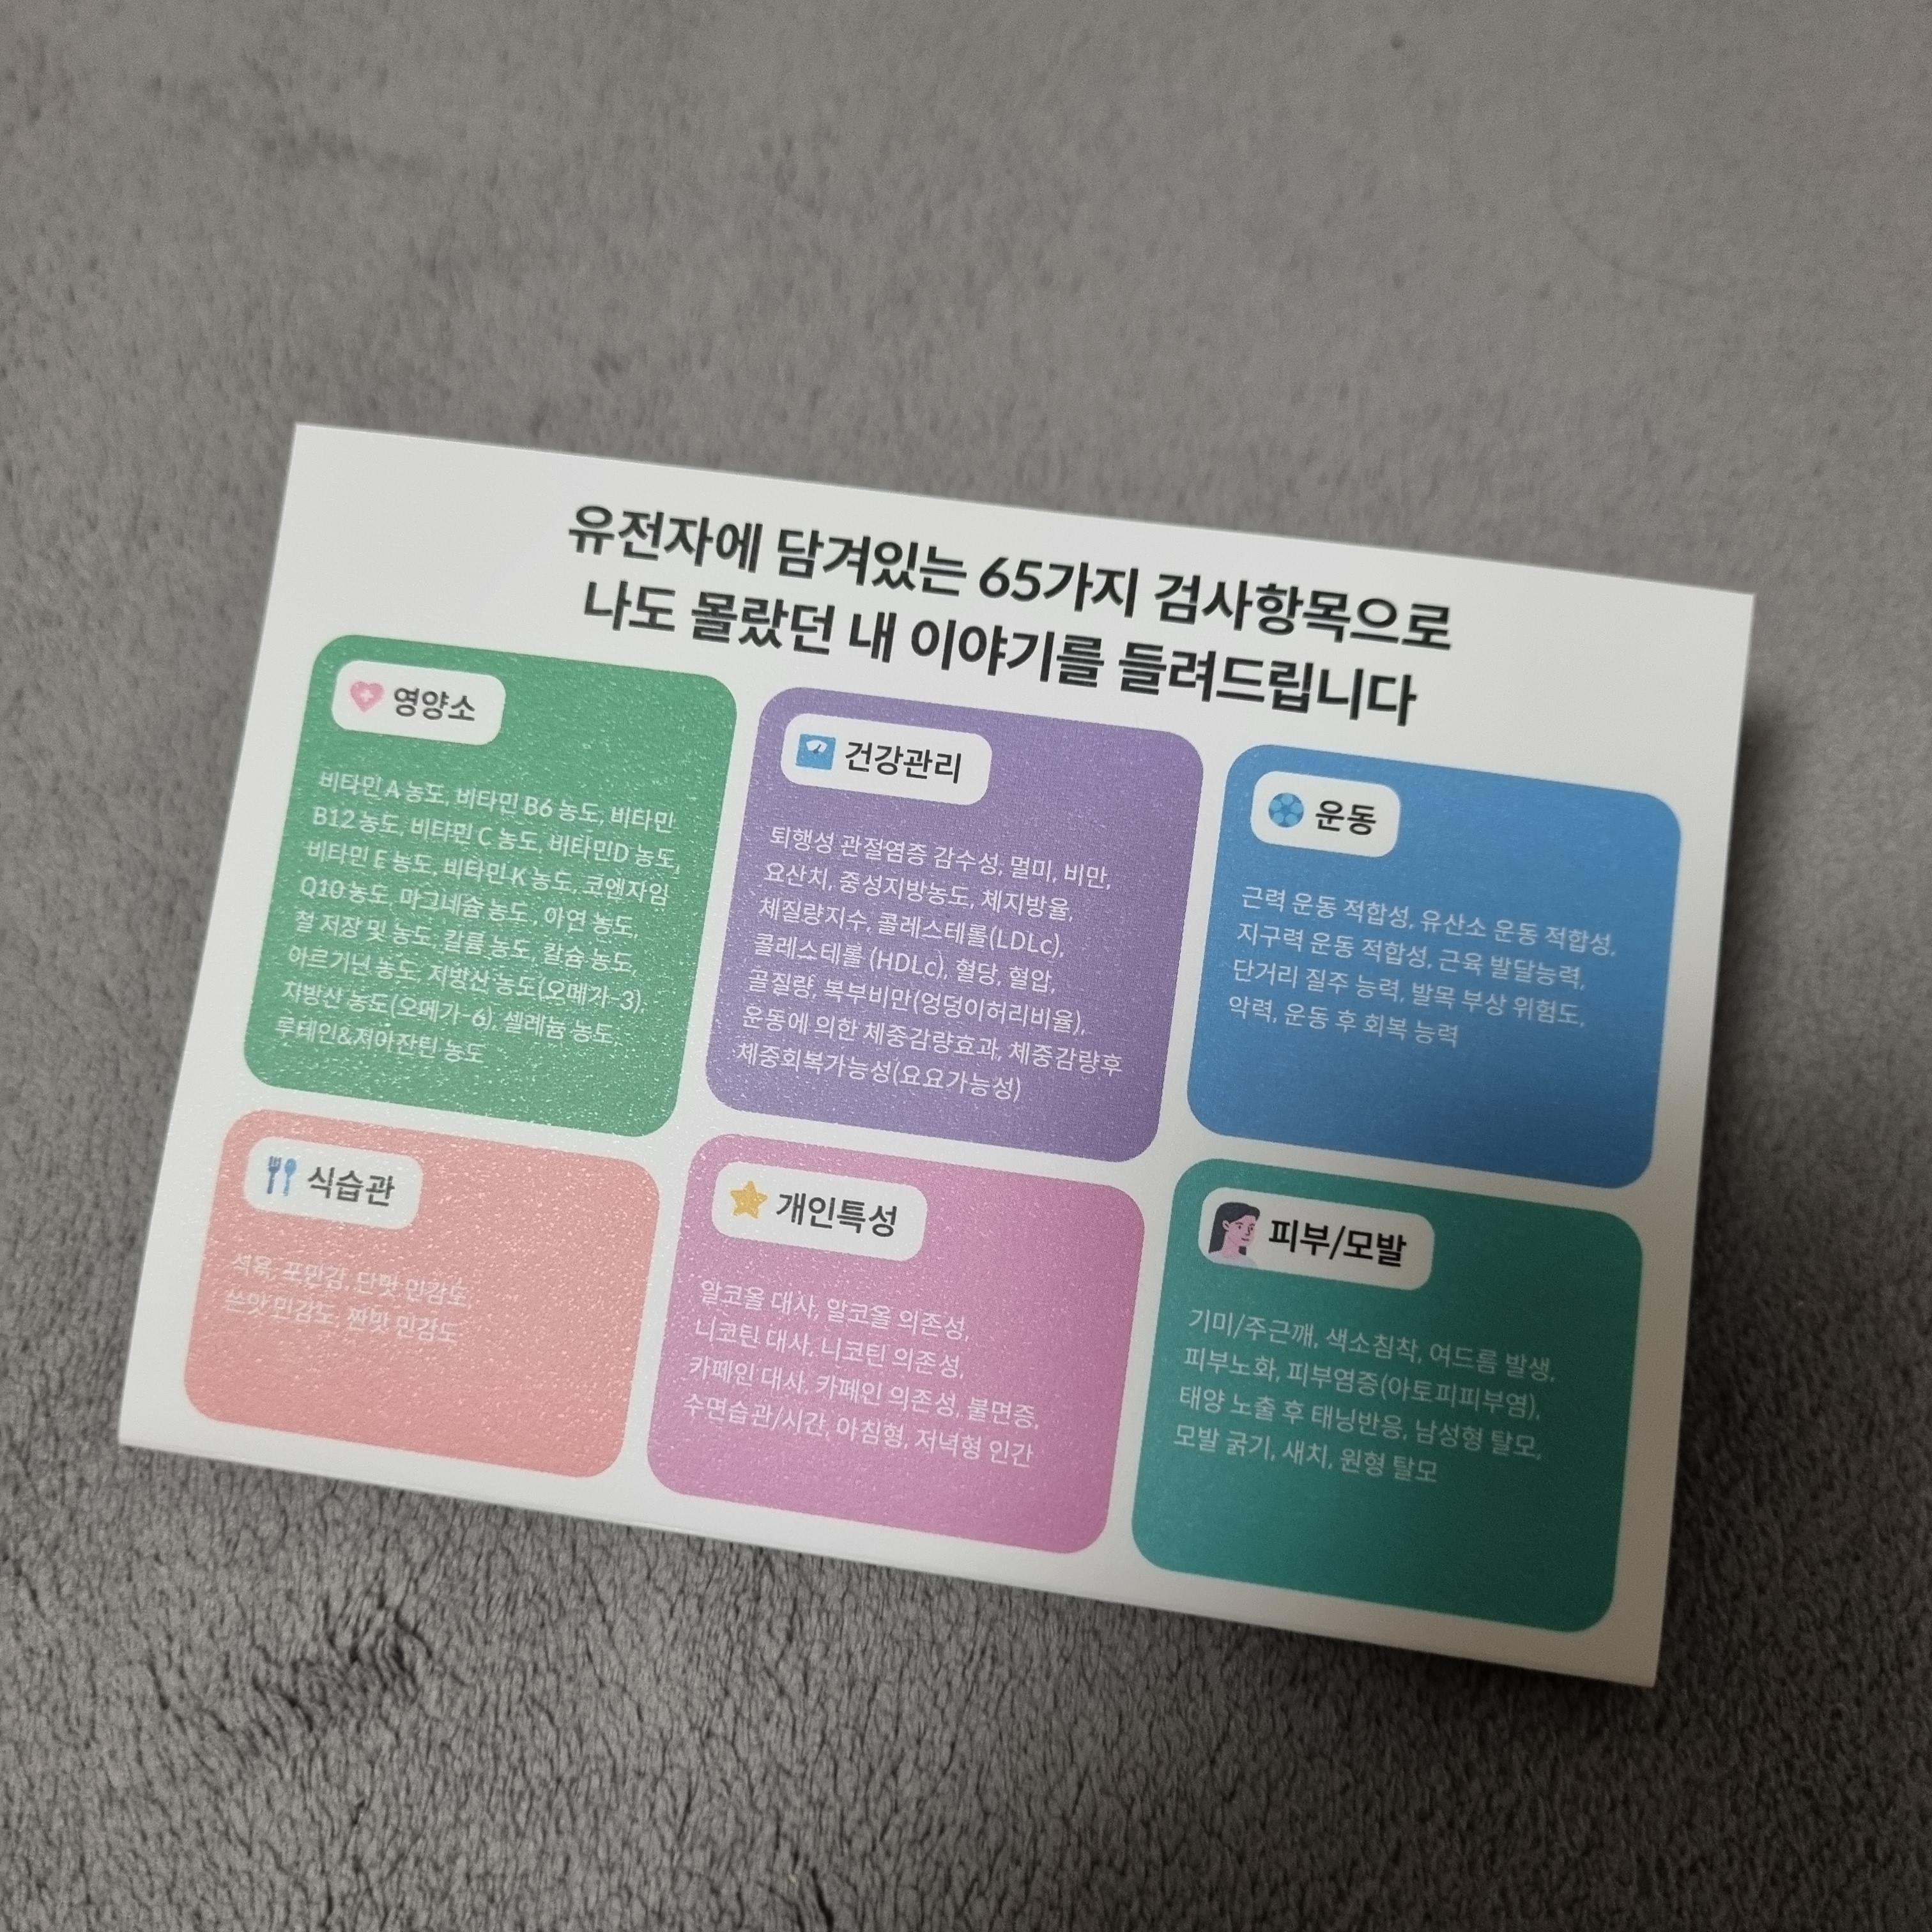 유전자에 담겨있는 65가지 검사항목으로
나도 몰랐던 내 이야기를 들려드립니다
영양소
비타민 A 농도, 비타민 B6 농도, 비타민
B12 농도, 비타민 C 농도, 비타민D 농도,
비타민 E 농도, 비타민 K 농도, 코엔자임
Q10 농도, 마그네슘 농도, 아연 농도,
철 저장 및 농도, 칼륨 농도, 칼슘 농도,
아르기닌 농도, 지방산 농도(오메가-3),
지방산 농도(오메가-6), 셀레늄 농도,
루테인&지아잔틴 농도
건강관리
퇴행성 관절염증 감수성, 멀미, 비만,
요산치, 중성지방농도, 체지방율,
체질량지수, 콜레스테롤(LDLc),
콜레스테롤 (HDLc), 혈당, 혈압,
골질량, 복부비만(엉덩이허리비율),
운동에 의한 체중감량효과, 체중감량후
체중회복가능성(요요가능성)
운동
근력 운동 적합성, 유산소 운동 적합성,
지구력 운동 적합성, 근육 발달능력,
단거리 질주 능력, 발목 부상 위험도,
악력, 운동 후 회복 능력
식습관
식욕, 포만감, 단맛 민감도,
쓴맛 민감도, 짠맛 민감도
개인특성
알코올 대사, 알코올 의존성,
니코틴 대사, 니코틴 의존성,
카페인 대사, 카페인 의존성, 불면증,
수면습관/시간, 아침형, 저녁형 인간
피부/모발
기미/주근깨, 색소침착, 여드름 발생,
피부노화, 피부염증(아토피피부염),
태양 노출 후 태닝반응, 남성형 탈모,
모발 굵기, 새치, 원형 탈모